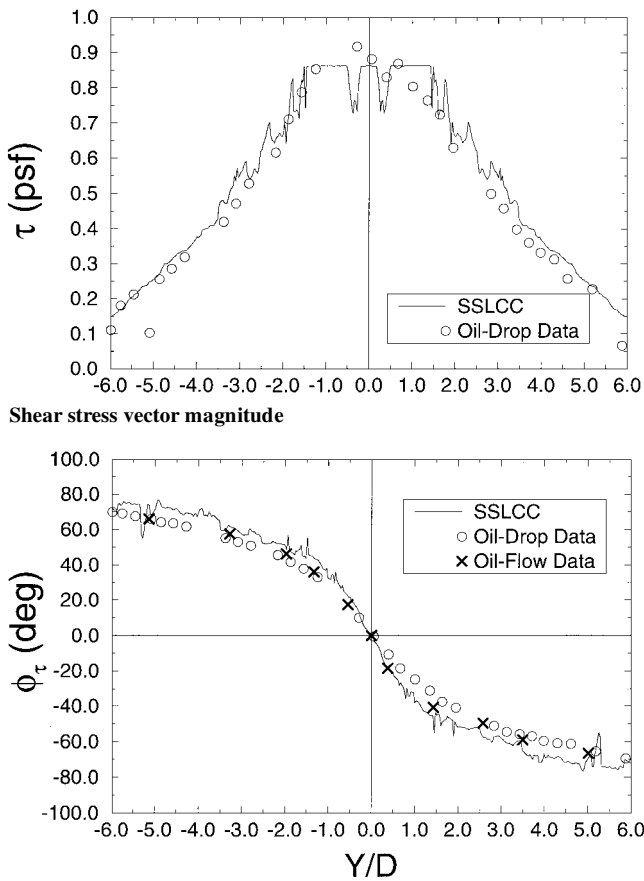 1.0
0.9
0.8
0.7
0.6
0.5
0.4
0.3
0.2
0.1
0.0
τ (psf)
SSLCC
Oil-Drop Data
-6.0 -5.0 -4.0 -3.0 -2.0 -1.0 0.0 1.0 2.0 3.0 4.0 5.0 6.0
Shear stress vector magnitude
100.0
80.0
60.0
40.0
20.0
0.0
-20.0
-40.0
-60.0
-80.0
-100.0
ϕτ (deg)
SSLCC
Oil-Drop Data
Oil-Flow Data
-6.0 -5.0 -4.0 -3.0 -2.0 -1.0 0.0 1.0 2.0 3.0 4.0 5.0 6.0
Y/D